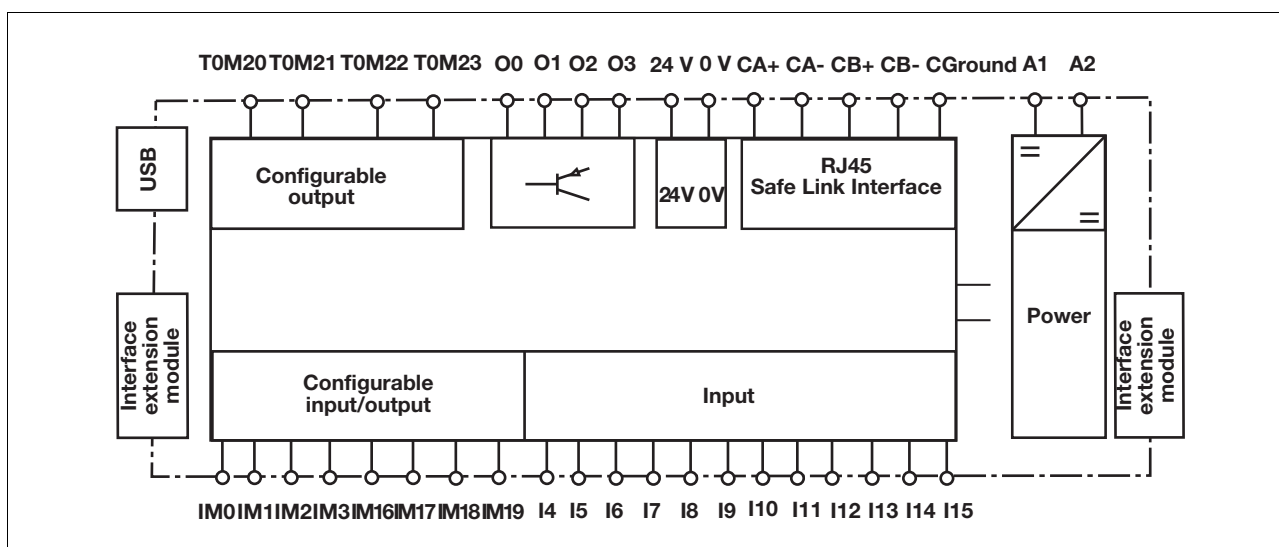 T0M20 T0M21 T0M22 T0M23 O0 O1 O2 O3 24 V 0 V CA+ CA- CB+ CB- CGround A1 A2
USB
Configurable
output
24V 0V
RJ45
Safe Link Interface
Interface
extension
module
Power
Interface
extension
module
Configurable
input/output
Input
IM0 IM1 IM2 IM3 IM16 IM17 IM18 IM19 I4 I5 I6 I7 I8 I9 I10 I11 I12 I13 I14 I15